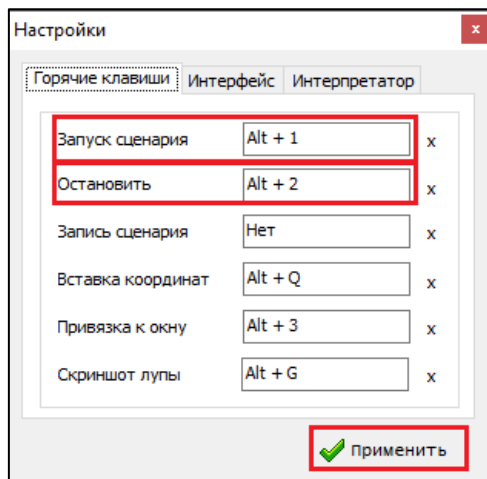 Настройки x
Горячие клавиши Интерфейс Интерпретатор
Запуск сценария Alt + 1 x
Остановить Alt + 2 x
Запись сценария Нет x
Вставка координат Alt + Q x
Привязка к окну Alt + 3 x
Скриншот лупы Alt + G x
Применить